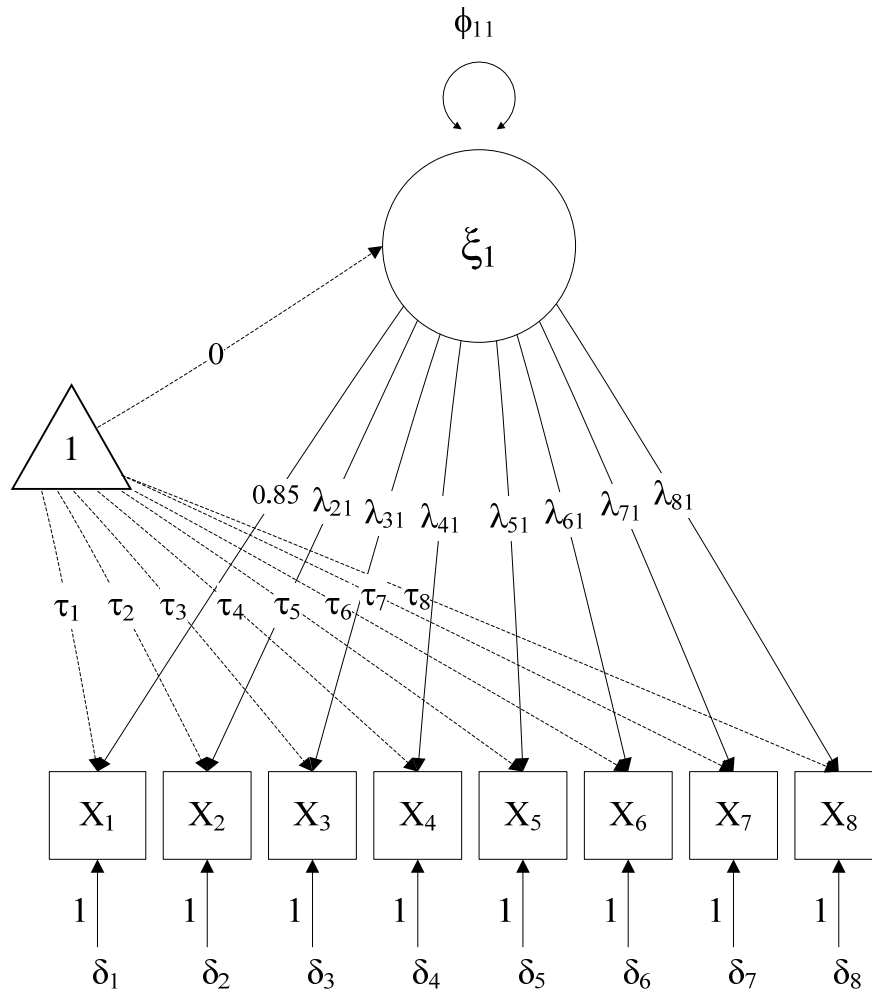 ϕ₁₁
ξ₁
0
1
0.85 λ₂₁ λ₃₁ λ₄₁ λ₅₁ λ₆₁ λ₇₁ λ₈₁
τ₁ τ₂ τ₃ τ₄ τ₅ τ₆ τ₇ τ₈
X₁ X₂ X₃ X₄ X₅ X₆ X₇ X₈
1 1 1 1 1 1 1 1
δ₁ δ₂ δ₃ δ₄ δ₅ δ₆ δ₇ δ₈